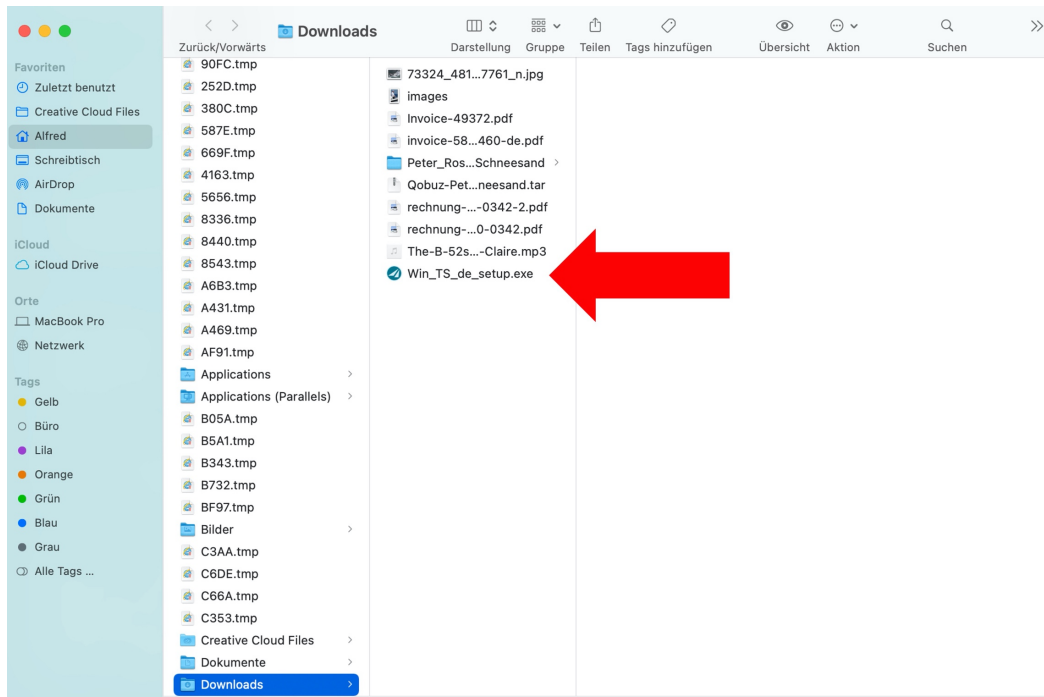 Downloads
Zurück/Vorwärts
Darstellung
Gruppe
Teilen
Tags hinzufügen
Übersicht
Aktion
Suchen
Favoriten
Zuletzt benutzt
Creative Cloud Files
Alfred
Schreibtisch
AirDrop
Dokumente
iCloud
iCloud Drive
Orte
MacBook Pro
Netzwerk
Tags
Gelb
Büro
Lila
Orange
Grün
Blau
Grau
Alle Tags ...
90FC.tmp
252D.tmp
380C.tmp
587E.tmp
669F.tmp
4163.tmp
5656.tmp
8336.tmp
8440.tmp
8543.tmp
A6B3.tmp
A431.tmp
A469.tmp
AF91.tmp
Applications
Applications (Parallels)
B05A.tmp
B5A1.tmp
B343.tmp
B732.tmp
BF97.tmp
Bilder
C3AA.tmp
C6DE.tmp
C66A.tmp
C353.tmp
Creative Cloud Files
Dokumente
Downloads
73324_481...7761_n.jpg
images
Invoice-49372.pdf
invoice-58...460-de.pdf
Peter_Ros...Schneesand
Qobuz-Pet...neesand.tar
rechnung-...-0342-2.pdf
rechnung-...0-0342.pdf
The-B-52s...-Claire.mp3
Win_TS_de_setup.exe